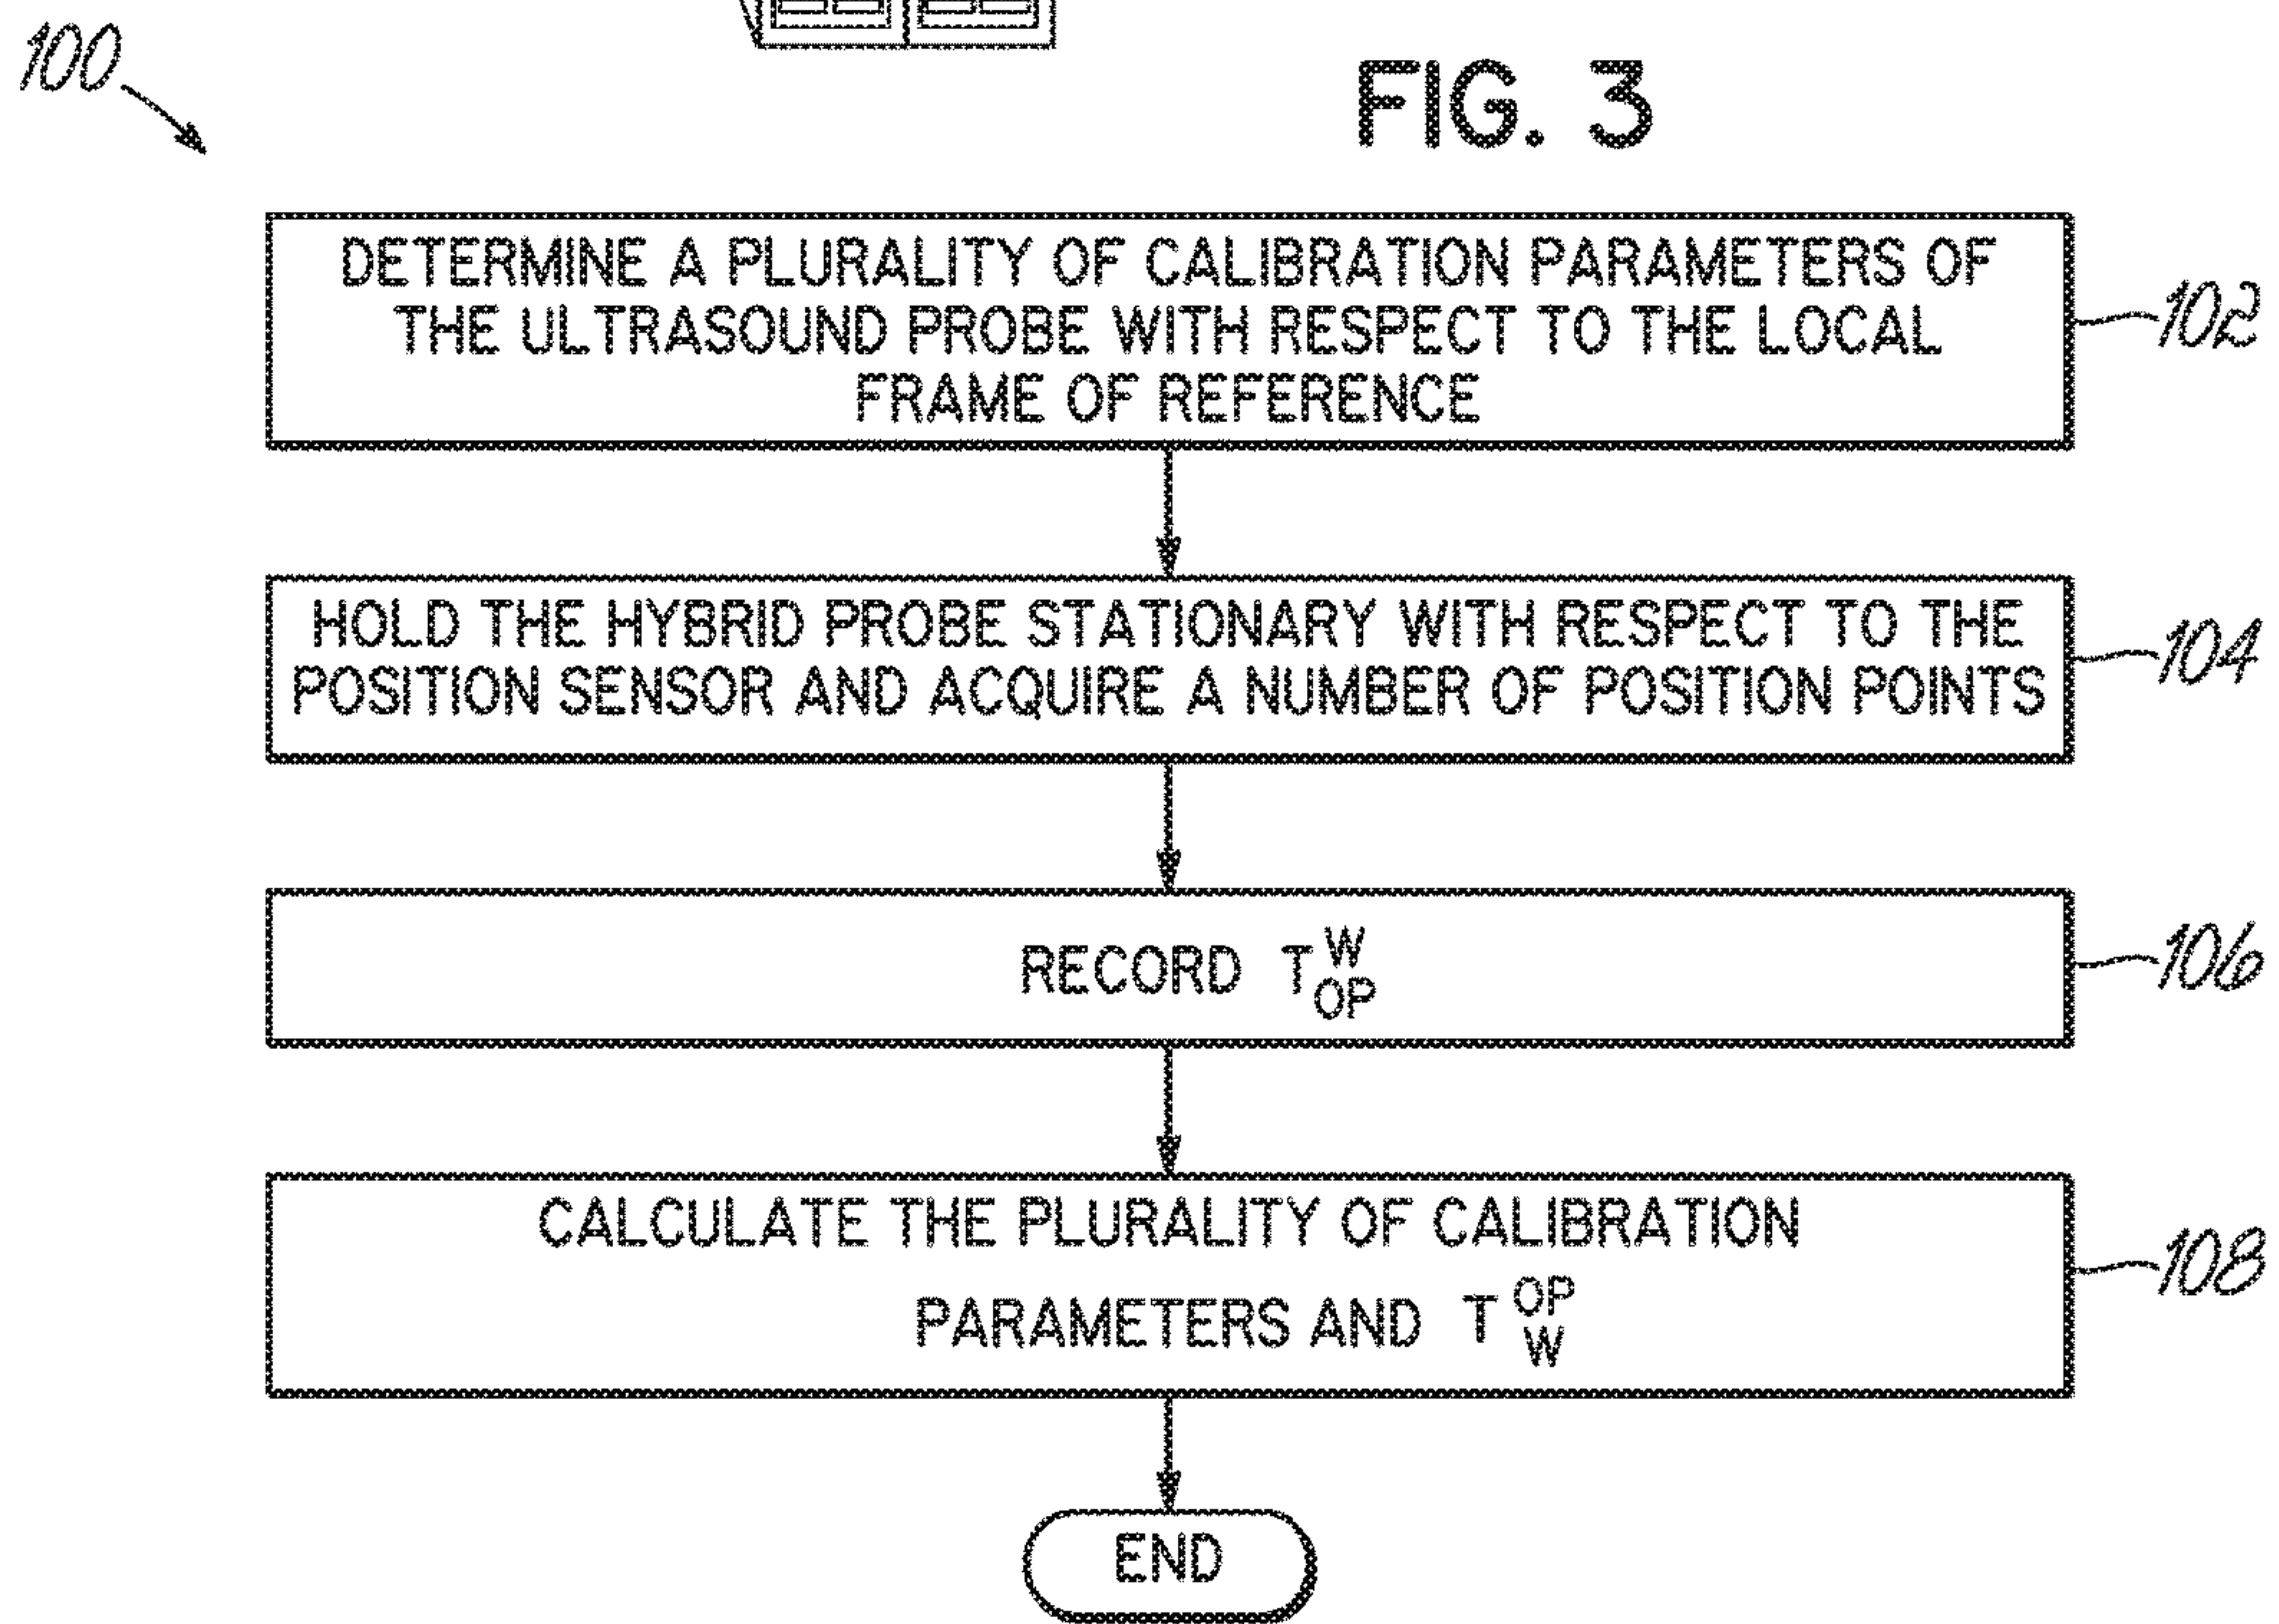 100
FIG. 3
DETERMINE A PLURALITY OF CALIBRATION PARAMETERS OF
THE ULTRASOUND PROBE WITH RESPECT TO THE LOCAL
FRAME OF REFERENCE
102
HOLD THE HYBRID PROBE STATIONARY WITH RESPECT TO THE
POSITION SENSOR AND ACQUIRE A NUMBER OF POSITION POINTS
104
RECORD T W OP
106
CALCULATE THE PLURALITY OF CALIBRATION
PARAMETERS AND T OP W
108
END